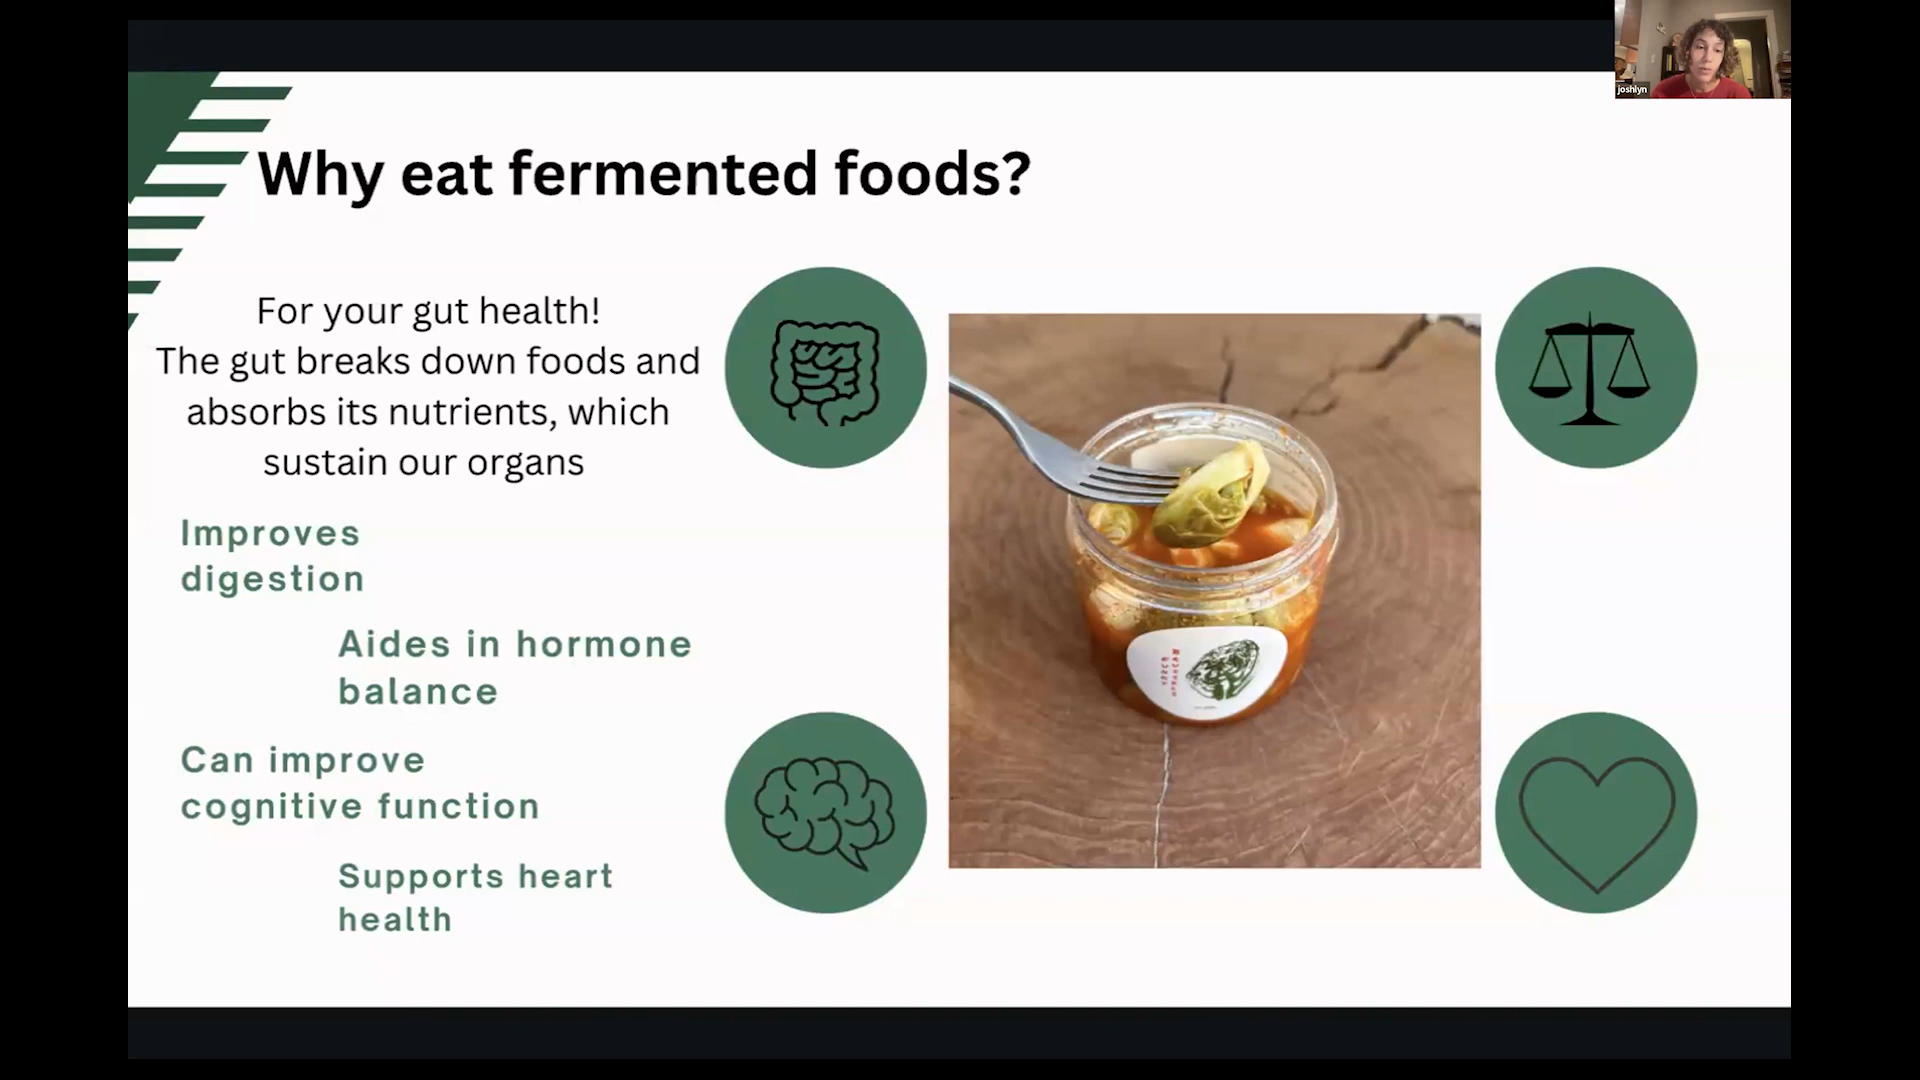 joshlyn
Why eat fermented foods?
For your gut health!
The gut breaks down foods and
absorbs its nutrients, which
sustain our organs
Improves
digestion
Aides in hormone
balance
Can improve
cognitive function
Supports heart
health